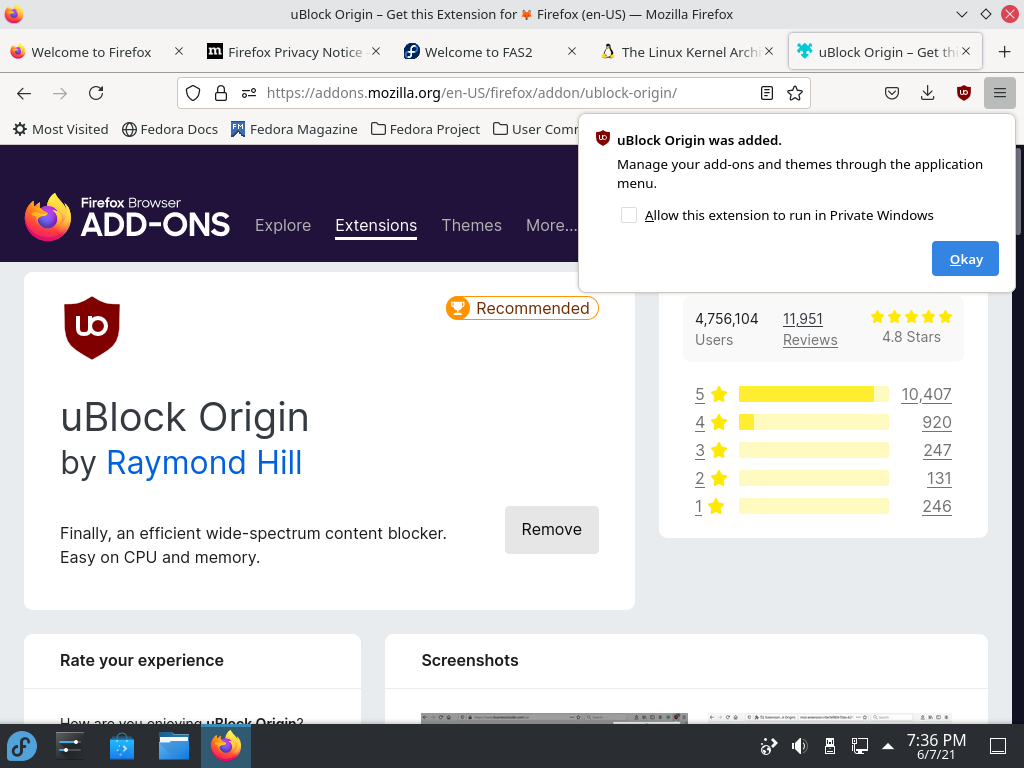 uBlock Origin – Get this Extension for 🦊 Firefox (en-US) — Mozilla Firefox
Welcome to Firefox
Firefox Privacy Notice
Welcome to FAS2
The Linux Kernel Archi
uBlock Origin – Get thi
https://addons.mozilla.org/en-US/firefox/addon/ublock-origin/
Most Visited
Fedora Docs
Fedora Magazine
Fedora Project
User Com
uBlock Origin was added.
Manage your add-ons and themes through the application
menu.
Allow this extension to run in Private Windows
Okay
Firefox Browser
ADD-ONS
Explore
Extensions
Themes
More...
Recommended
uBlock Origin
by Raymond Hill
Finally, an efficient wide-spectrum content blocker.
Easy on CPU and memory.
Remove
4,756,104
Users
11,951
Reviews
4.8 Stars
5 10,407
4 920
3 247
2 131
1 246
Rate your experience
How are you enjoying uBlock Origin?
Screenshots
7:36 PM
6/7/21